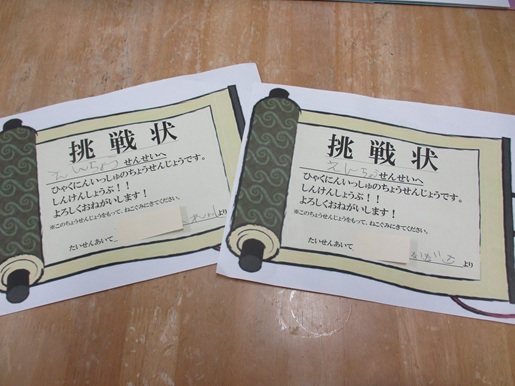 挑戦状
えんちょうせんせいへ
ひゃくにんいっしゅのちょうせんじょうです。
しんけんしょうぶ！！
よろしくおねがいします！
※このちょうせんじょうをもって、ねこぐみにきてください。
たいせんあいて
より
挑戦状
せんせいへ
ひゃくにんいっしゅのちょうせんじょうです。
しんけんしょうぶ！！
よろしくおねがいします！
※このちょうせんじょうをもって、ねこぐみにきてください。
たいせんあいて
より